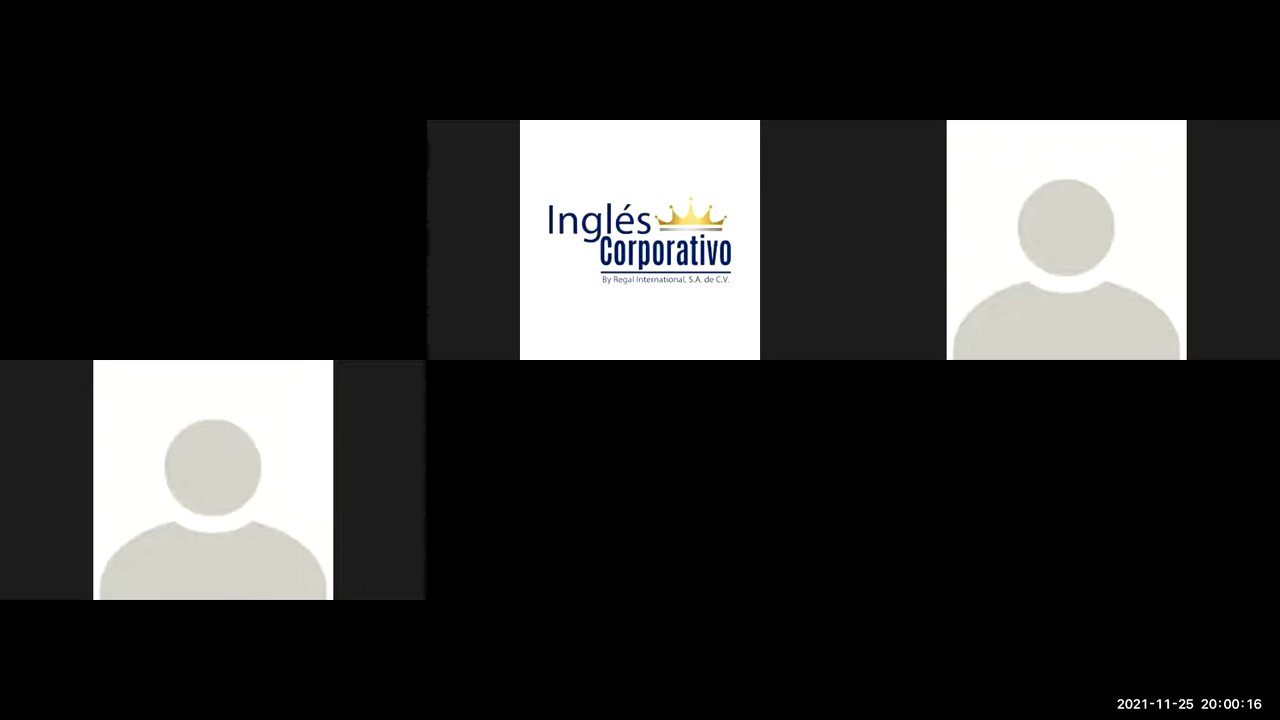 Inglés
Corporativo
By Regal International, S.A. de C.V.
2021-11-25 20:00:16